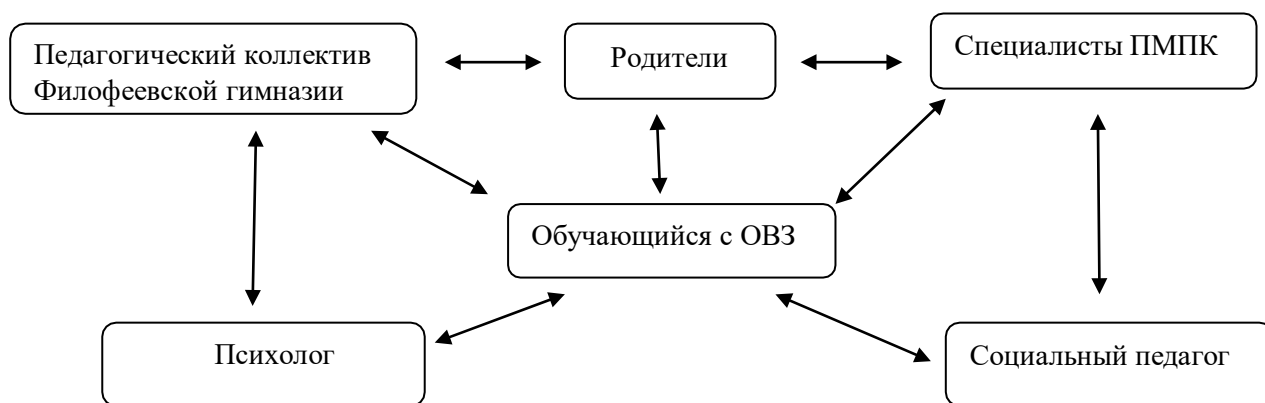 Педагогический коллектив
Филофеевской гимназии
Родители
Специалисты ПМПК
Обучающийся с ОВЗ
Психолог
Социальный педагог